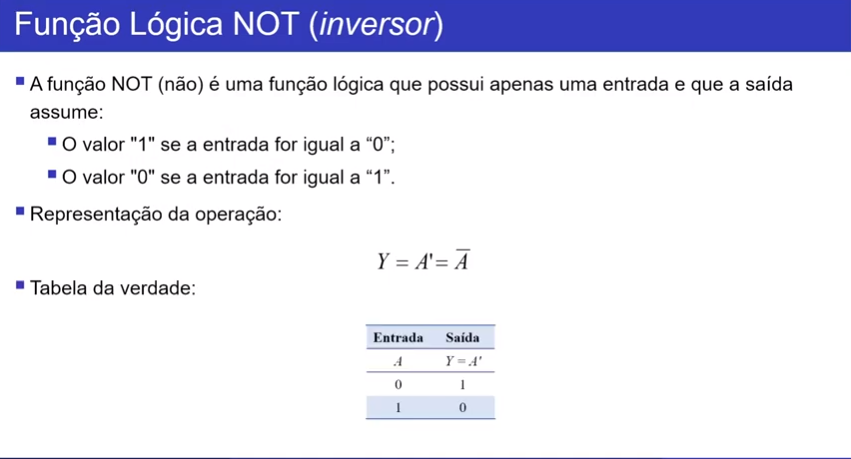 Função Lógica NOT (inversor)
A função NOT (não) é uma função lógica que possui apenas uma entrada e que a saída
assume:
O valor "1" se a entrada for igual a “0”;
O valor "0" se a entrada for igual a “1”.
Representação da operação:
Y = A' = A̅
Tabela da verdade:
Entrada Saída
A Y = A'
0 1
1 0